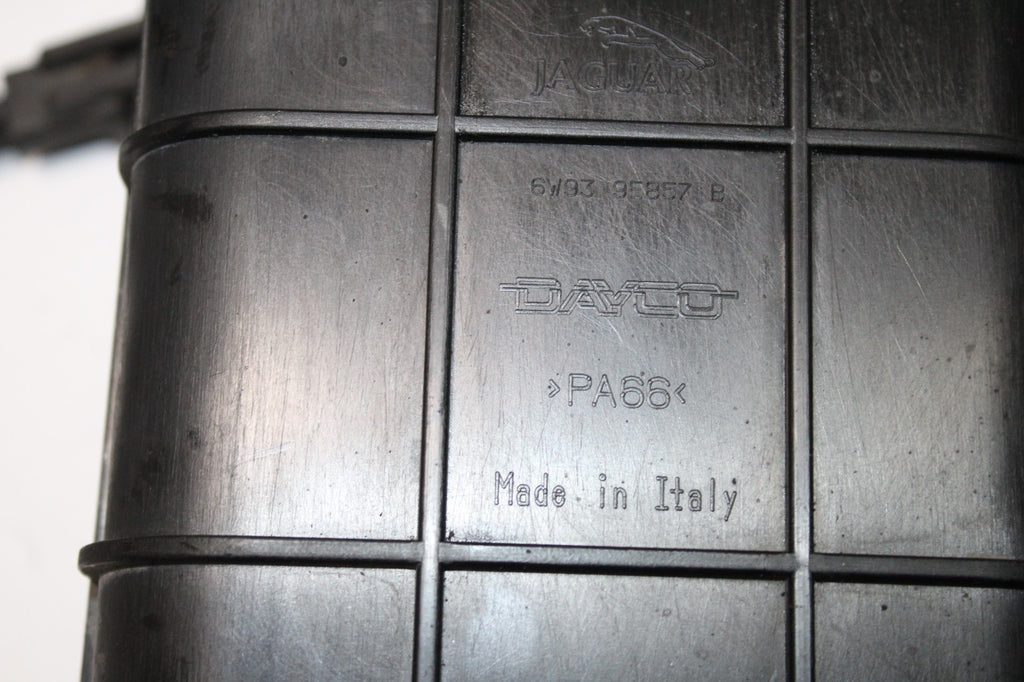 JAGUAR
6W93 9E857 B
DAYCO
>PA66<
Made in Italy